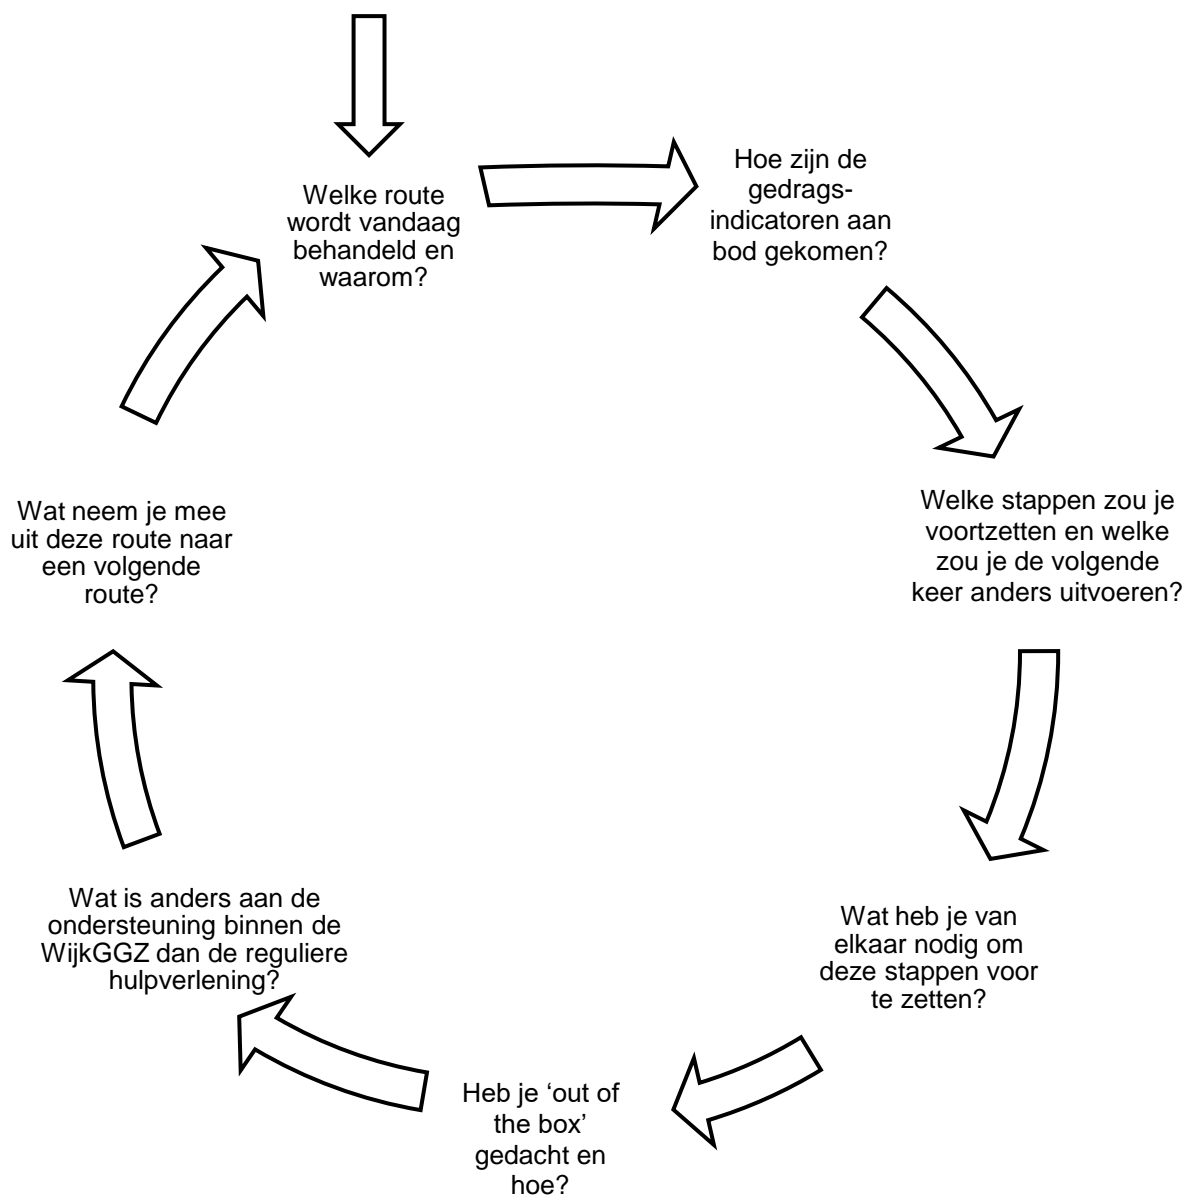 Welke route
wordt vandaag
behandeld en
waarom?
Hoe zijn de
gedrags-
indicatoren aan
bod gekomen?
Welke stappen zou je
voortzetten en welke
zou je de volgende
keer anders uitvoeren?
Wat heb je van
elkaar nodig om
deze stappen voor
te zetten?
Heb je ‘out of
the box’
gedacht en
hoe?
Wat is anders aan de
ondersteuning binnen de
WijkGGZ dan de reguliere
hulpverlening?
Wat neem je mee
uit deze route naar
een volgende
route?